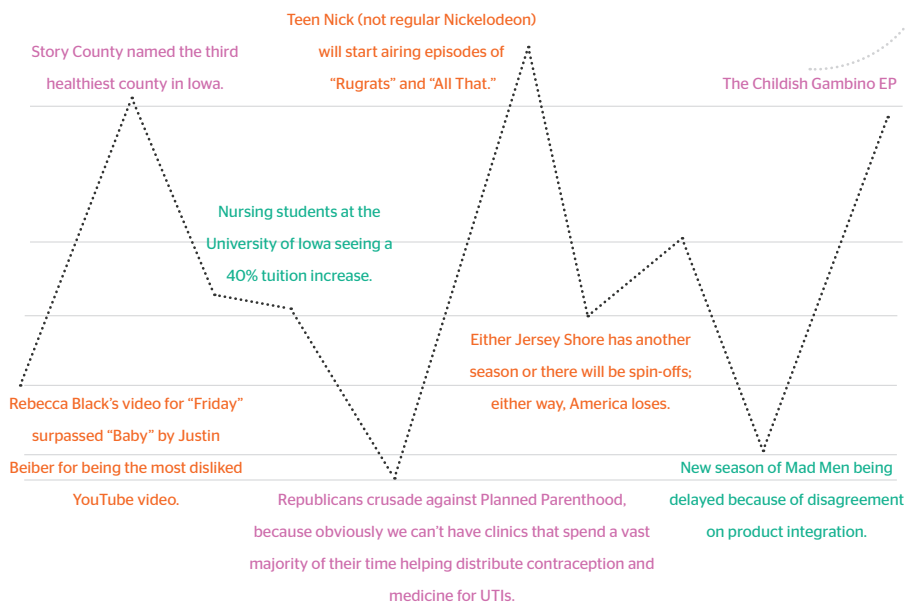 Teen Nick (not regular Nickelodeon)
will start airing episodes of
“Rugrats” and “All That.”
Story County named the third
healthiest county in Iowa.
The Childish Gambino EP
Nursing students at the
University of Iowa seeing a
40% tuition increase.
Either Jersey Shore has another
season or there will be spin-offs;
either way, America loses.
Rebecca Black’s video for “Friday”
surpassed “Baby” by Justin
Beiber for being the most disliked
YouTube video.
New season of Mad Men being
delayed because of disagreement
on product integration.
Republicans crusade against Planned Parenthood,
because obviously we can’t have clinics that spend a vast
majority of their time helping distribute contraception and
medicine for UTIs.